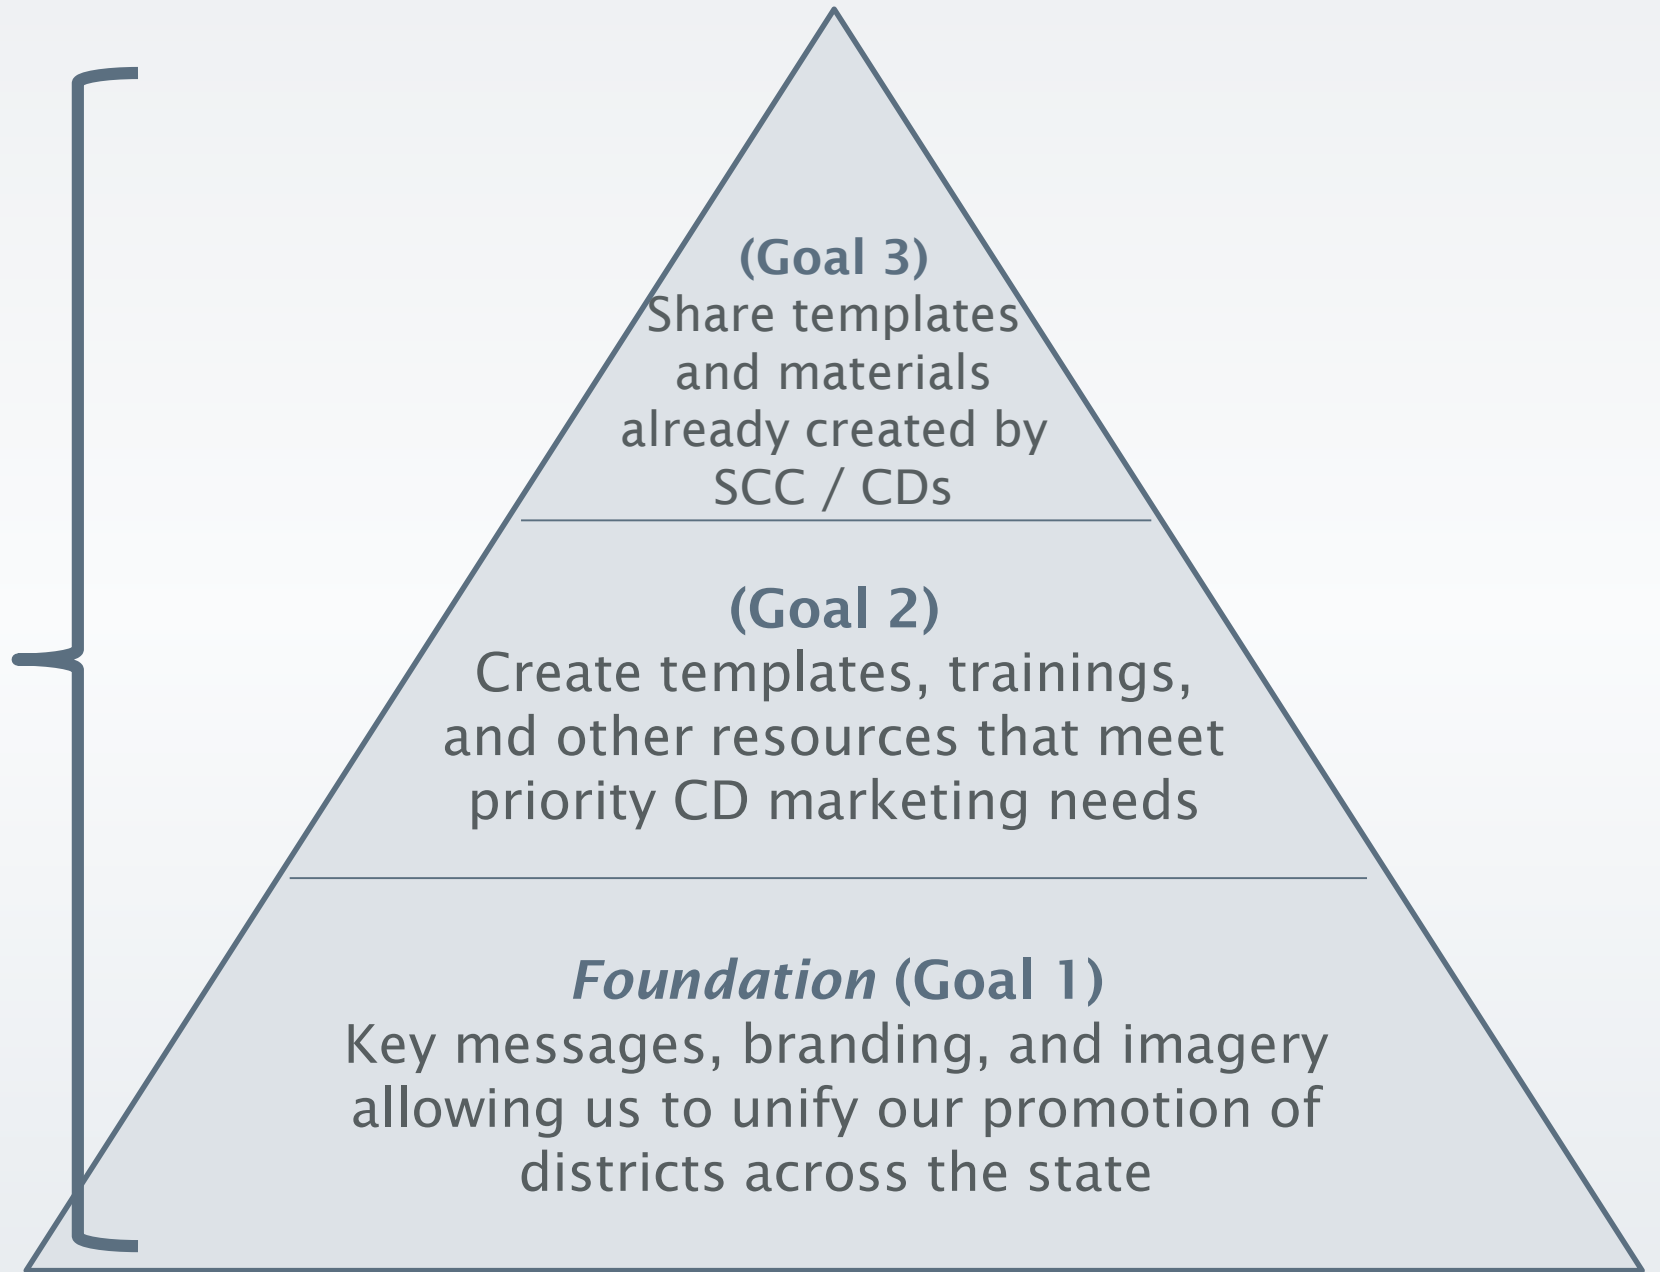 (Goal 3)
Share templates
and materials
already created by
SCC / CDs
(Goal 2)
Create templates, trainings,
and other resources that meet
priority CD marketing needs
Foundation (Goal 1)
Key messages, branding, and imagery
allowing us to unify our promotion of
districts across the state